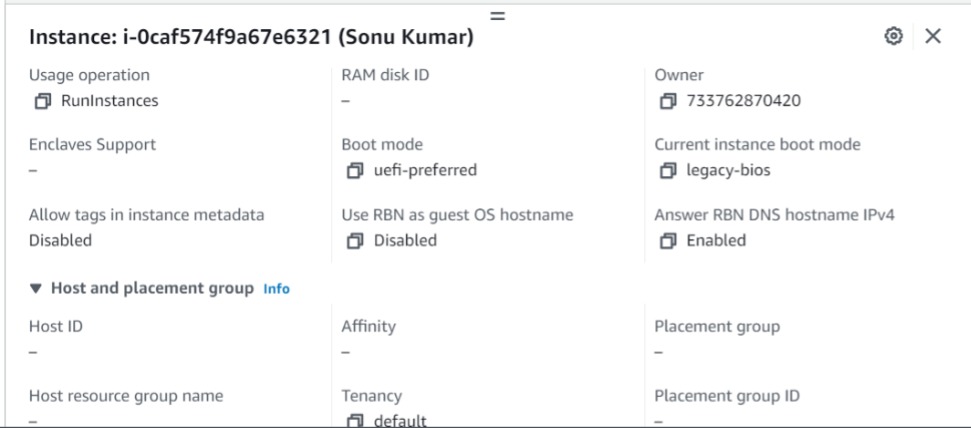 Instance: i-0caf574f9a67e6321 (Sonu Kumar)
Usage operation RAM disk ID Owner
RunInstances – 733762870420
Enclaves Support Boot mode Current instance boot mode
– uefi-preferred legacy-bios
Allow tags in instance metadata Use RBN as guest OS hostname Answer RBN DNS hostname IPv4
Disabled Disabled Enabled
▼ Host and placement group Info
Host ID Affinity Placement group
– – –
Host resource group name Tenancy Placement group ID
– default –